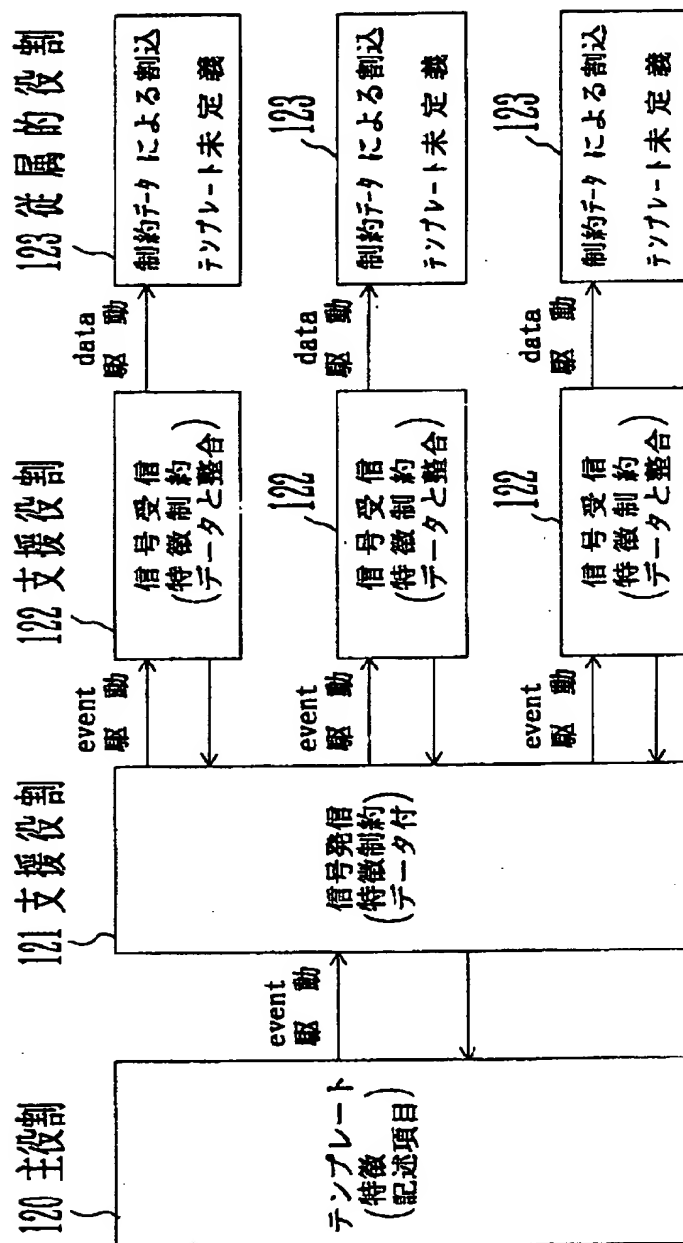 120 主役割
テンプレート
(特徴
記述項目)
event
駆動
121 支援役割
信号発信
(特徴制約
データ付)
event
駆動
event
駆動
event
駆動
122 支援役割
信号受信
(特徴制約
データと整合)
122
信号受信
(特徴制約
データと整合)
122
信号受信
(特徴制約
データと整合)
data
駆動
data
駆動
data
駆動
123 従属的役割
制約データによる割込
テンプレート未定義
123
制約データによる割込
テンプレート未定義
123
制約データによる割込
テンプレート未定義